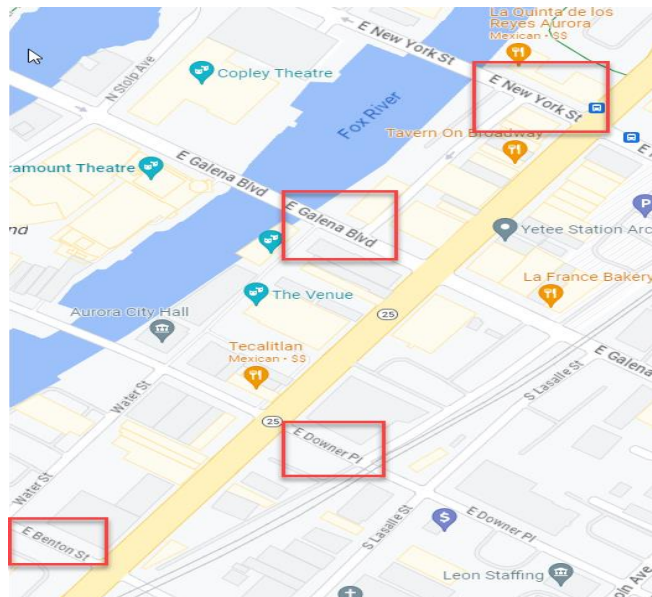 La Quinta de los
Reyes Aurora
Mexican • $$
E New York St
N Stolp Ave
Copley Theatre
E New York St
Fox River
Tavern On Broadway
E Galena Blvd
ramount Theatre
P
E Galena Blvd
nd
Yetee Station Arc
La France Bakery
The Venue
Aurora City Hall
25
Tecalitlan
Mexican • $$
E Galena
S Lasalle St
Water St
25
E Downer Pl
Water St
$
E Downer Pl
S Lasalle St
E Benton St
Leon Staffing
oln Ave